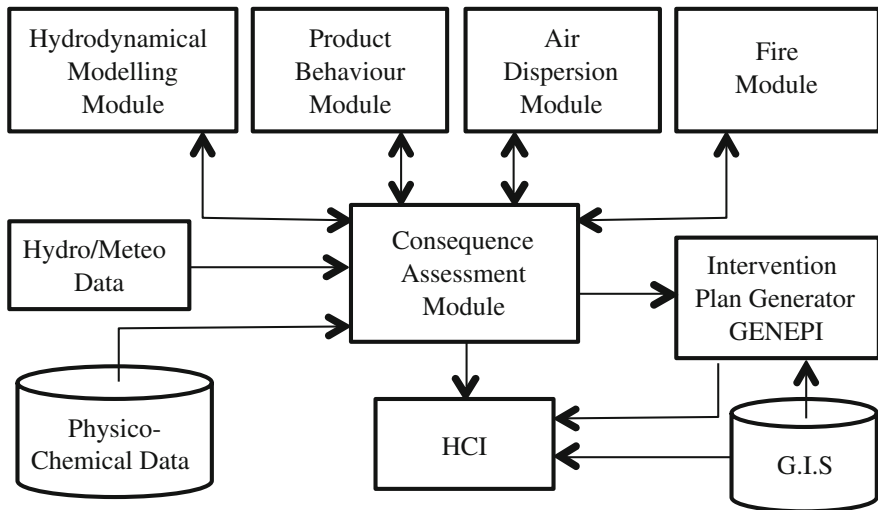 Hydrodynamical
Modelling
Module
Product
Behaviour
Module
Air
Dispersion
Module
Fire
Module
Hydro/Meteo
Data
Consequence
Assessment
Module
Intervention
Plan Generator
GENEPI
Physico-
Chemical Data
HCI
G.I.S